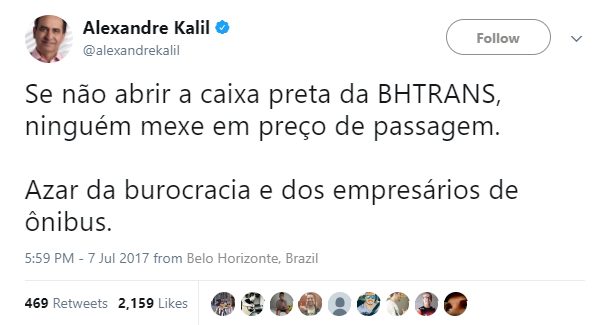 Alexandre Kalil
@alexandrekalil
Follow
Se não abrir a caixa preta da BHTRANS,
ninguém mexe em preço de passagem.
Azar da burocracia e dos empresários de
ônibus.
5:59 PM - 7 Jul 2017 from Belo Horizonte, Brazil
469 Retweets 2,159 Likes